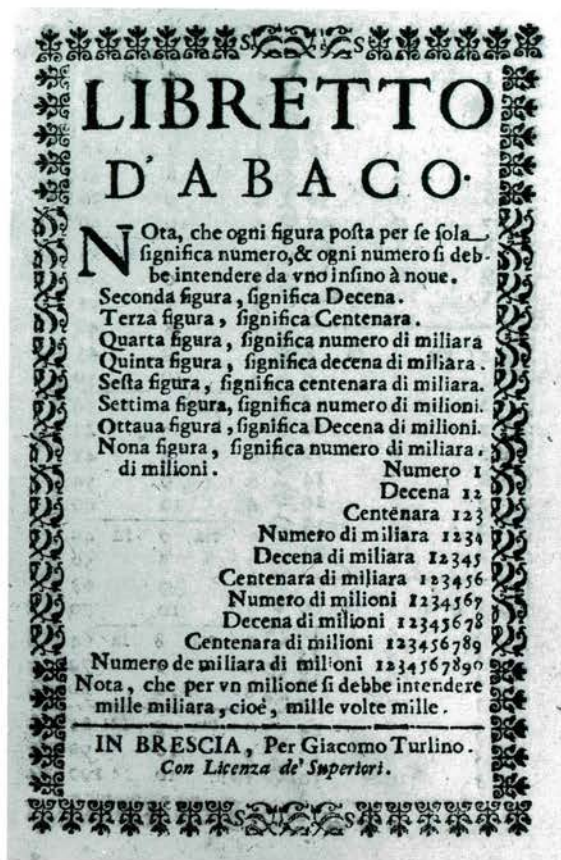 LIBRETTO
D'ABACO.
NOta, che ogni figura posta per se sola
significa numero,& ogni numero si deb-
be intendere da vno insino à noue.
Seconda figura, significa Decena.
Terza figura, significa Centenara.
Quarta figura, significa numero di miliara
Quinta figura, significa decena di miliara.
Sesta figura, significa centenara di miliara.
Settima figura, significa numero di milioni.
Ottaua figura, significa Decena di milioni.
Nona figura, significa numero di miliara.
di milioni. Numero 1
Decena 12
Centenara 123
Numero di miliara 1234
Decena di miliara 12345
Centenara di miliara 123456
Numero di milioni 1234567
Decena di milioni 12345678
Centenara di milioni 123456789
Numero de miliara di milioni 1234567890
Nota, che per vn milione si debbe intendere
mille miliara, cioé, mille volte mille.
IN BRESCIA, Per Giacomo Turlino.
Con Licenza de' Superiori.